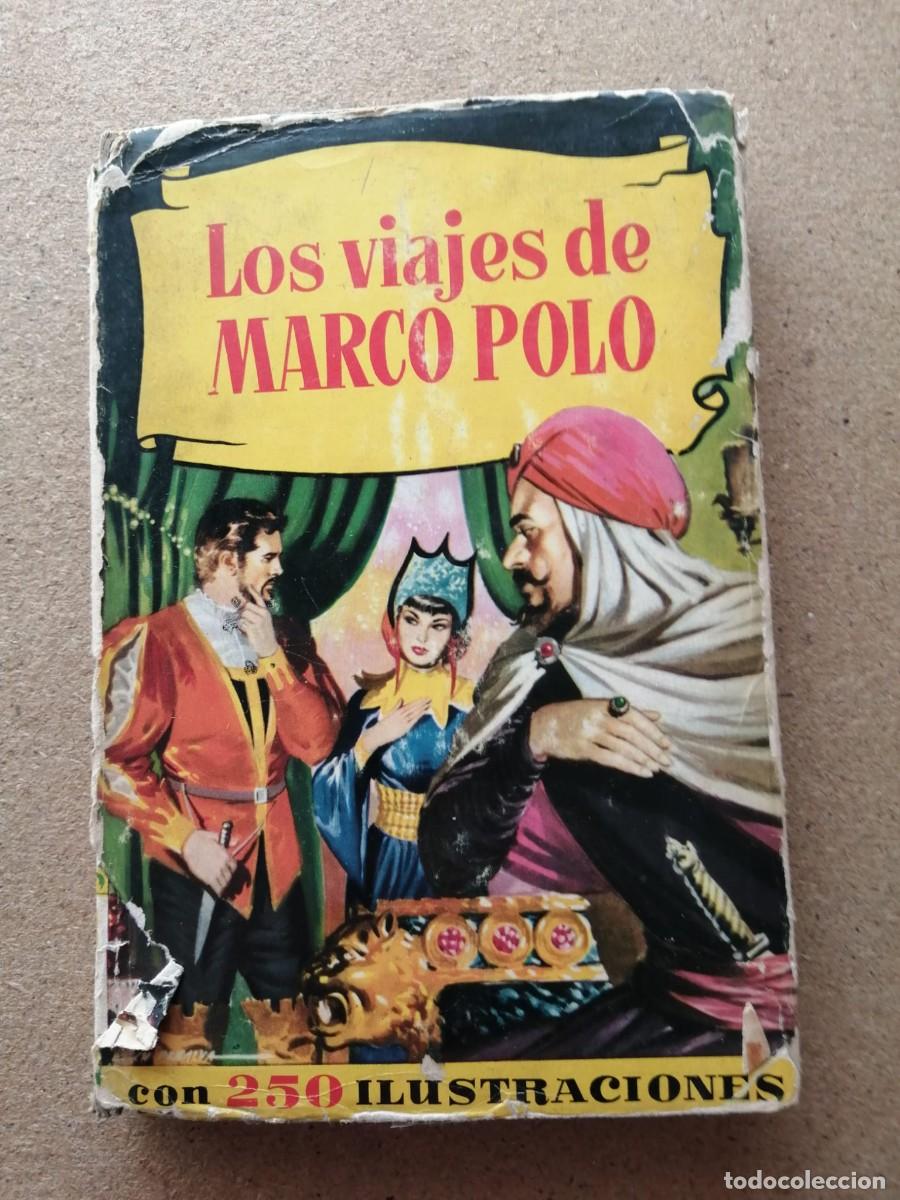 Los viajes de
MARCO POLO
con 250 ILUSTRACIONES
todocoleccion